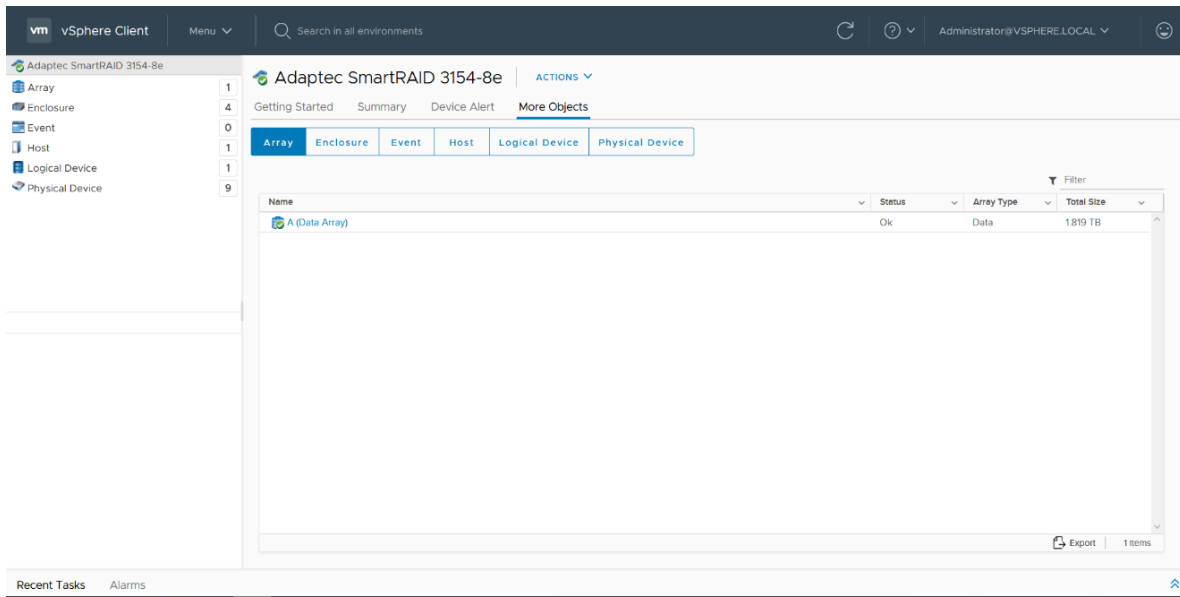 vm vSphere Client Menu Search in all environments Administrator@VSPHERE.LOCAL
Adaptec SmartRAID 3154-8e
Array 1
Enclosure 4
Event 0
Host 1
Logical Device 1
Physical Device 9
Adaptec SmartRAID 3154-8e ACTIONS
Getting Started Summary Device Alert More Objects
Array Enclosure Event Host Logical Device Physical Device
Filter
Name Status Array Type Total Size
A (Data Array) Ok Data 1.819 TB
Export 1 items
Recent Tasks Alarms